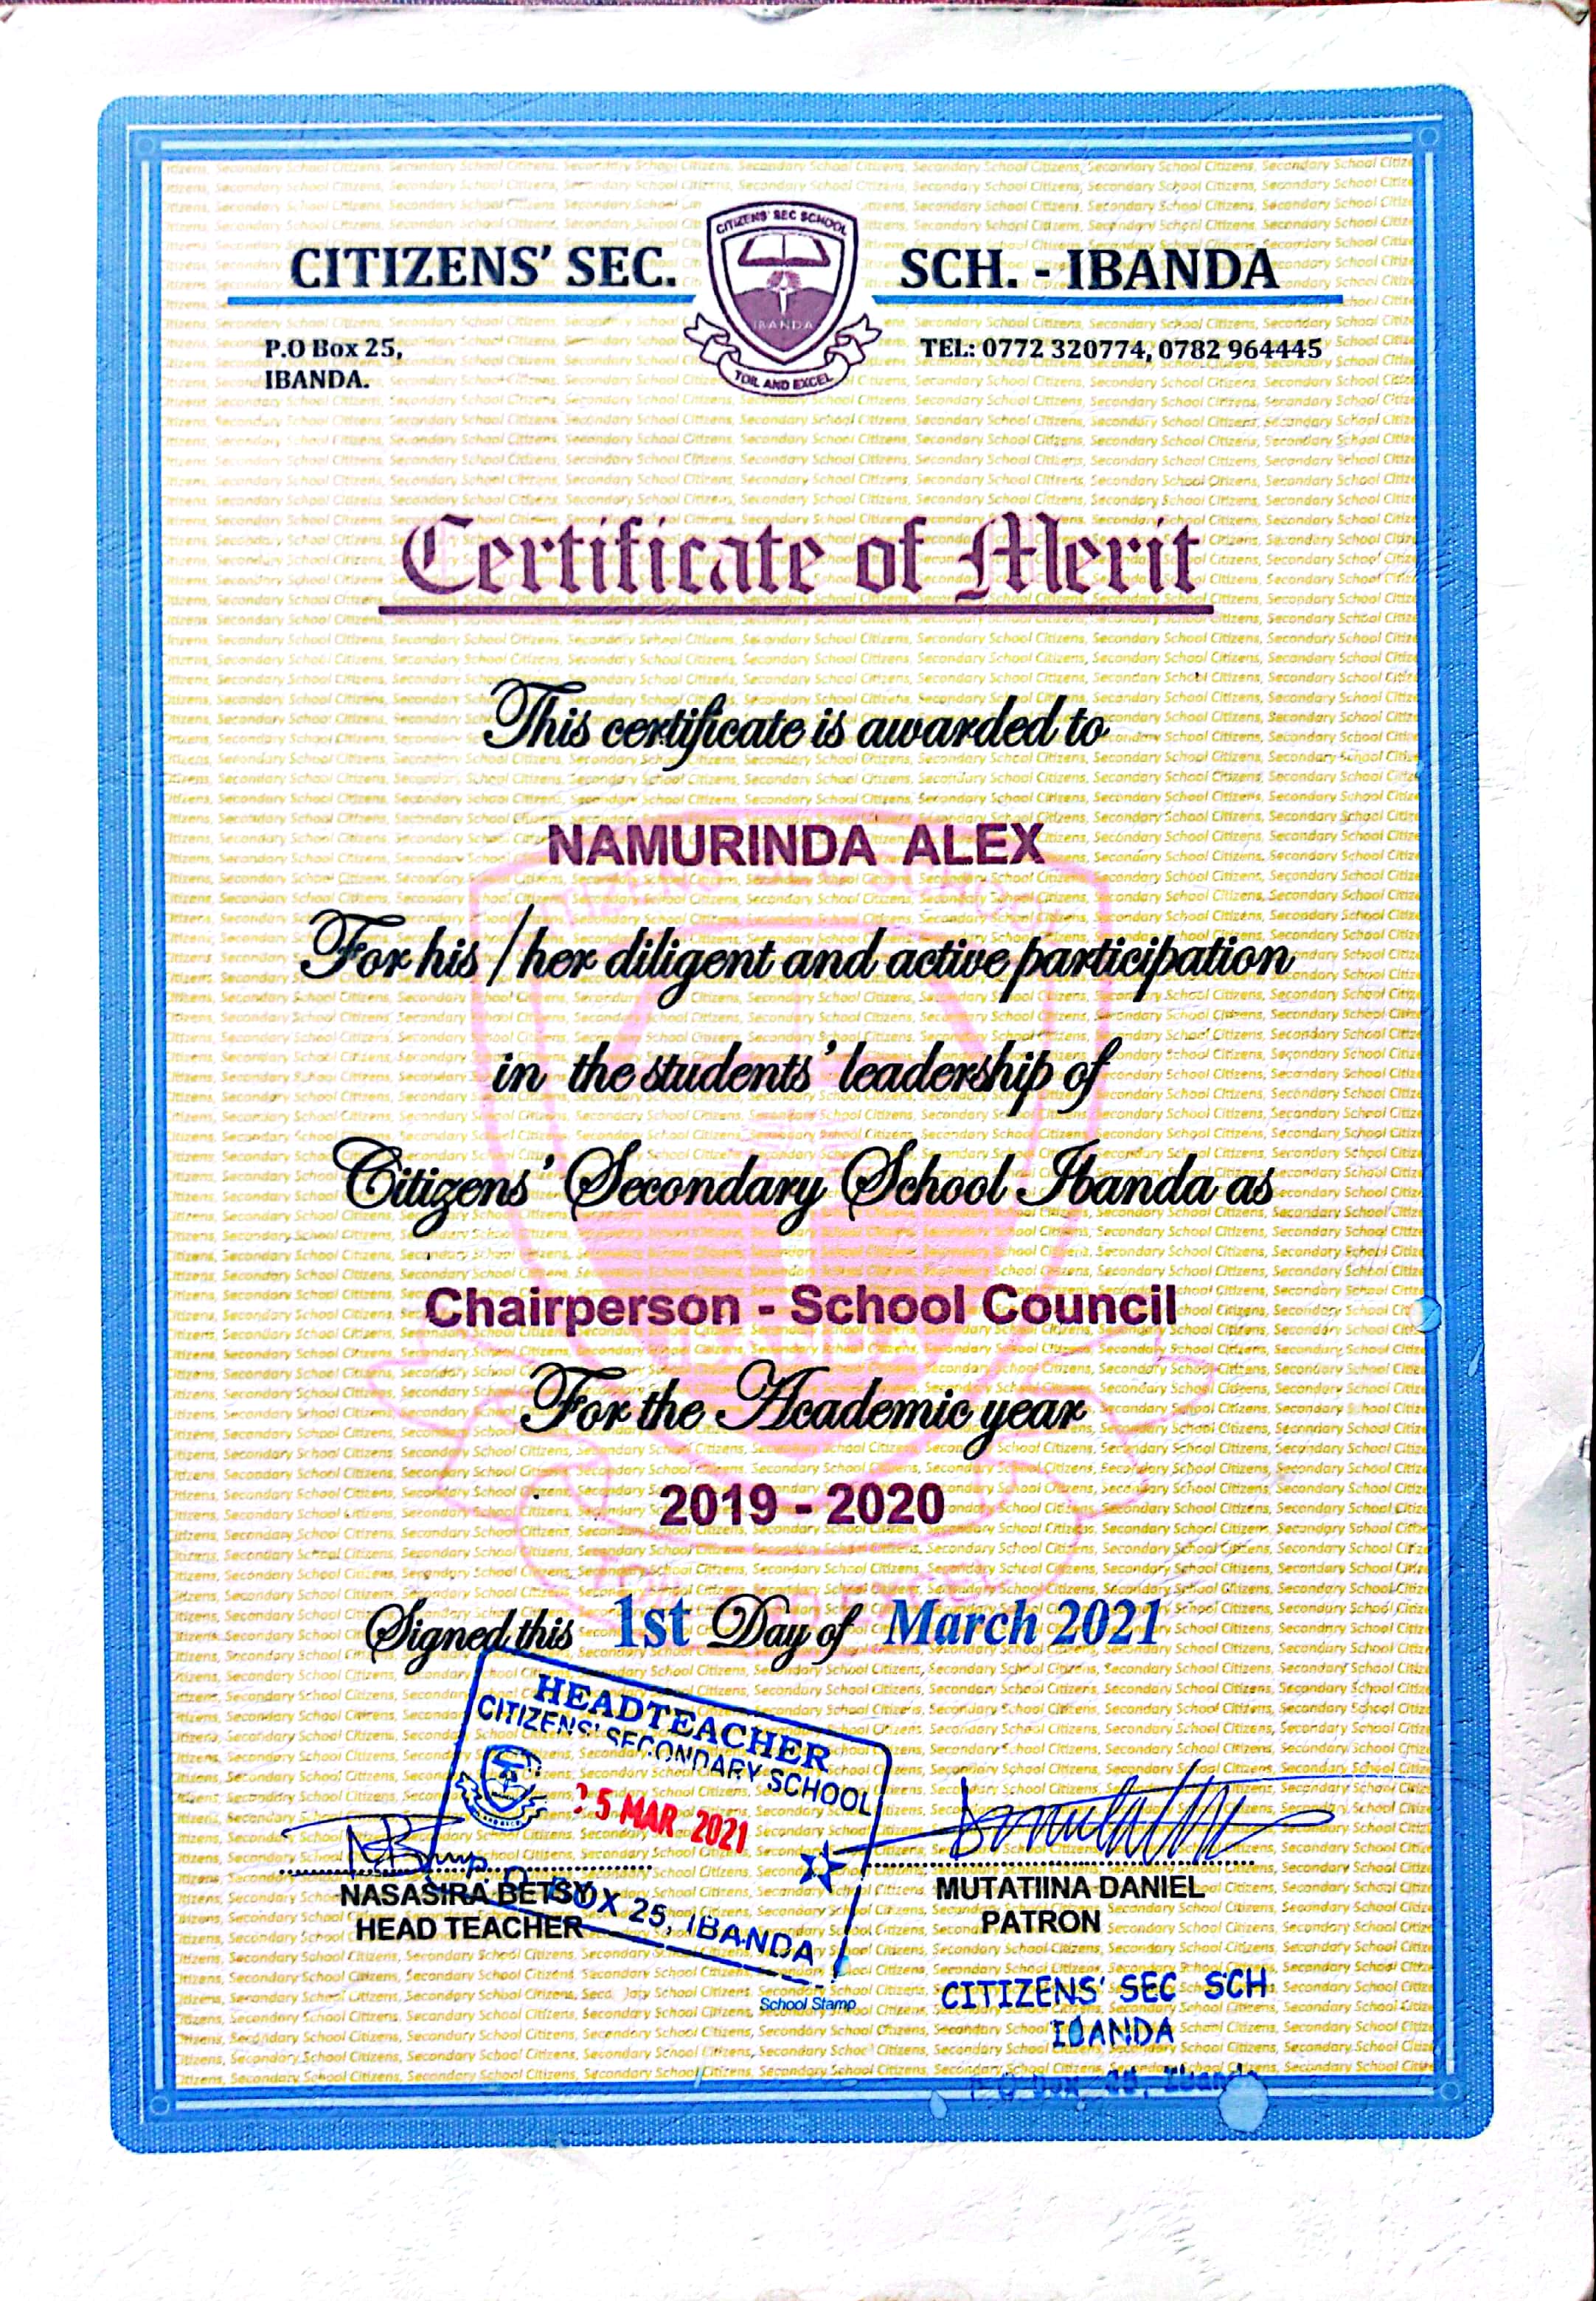 CITIZENS' SEC. SCH. - IBANDA
CITIZENS' SEC SCHOOL
IBANDA
TOIL AND EXCEL
P.O Box 25,
IBANDA.
TEL: 0772 320774, 0782 964445
Certificate of Merit
This certificate is awarded to
NAMURINDA ALEX
For his / her diligent and active participation
in the students' leadership of
Citizens' Secondary School Ibanda as
Chairperson - School Council
For the Academic year
2019 - 2020
Signed this 1st Day of March 2021
HEADTEACHER
CITIZENS' SECONDARY SCHOOL
5 MAR 2021
P.O BOX 25, IBANDA
NASASIRA BETSY
HEAD TEACHER
MUTATIINA DANIEL
PATRON
School Stamp
CITIZENS' SEC SCH
IBANDA